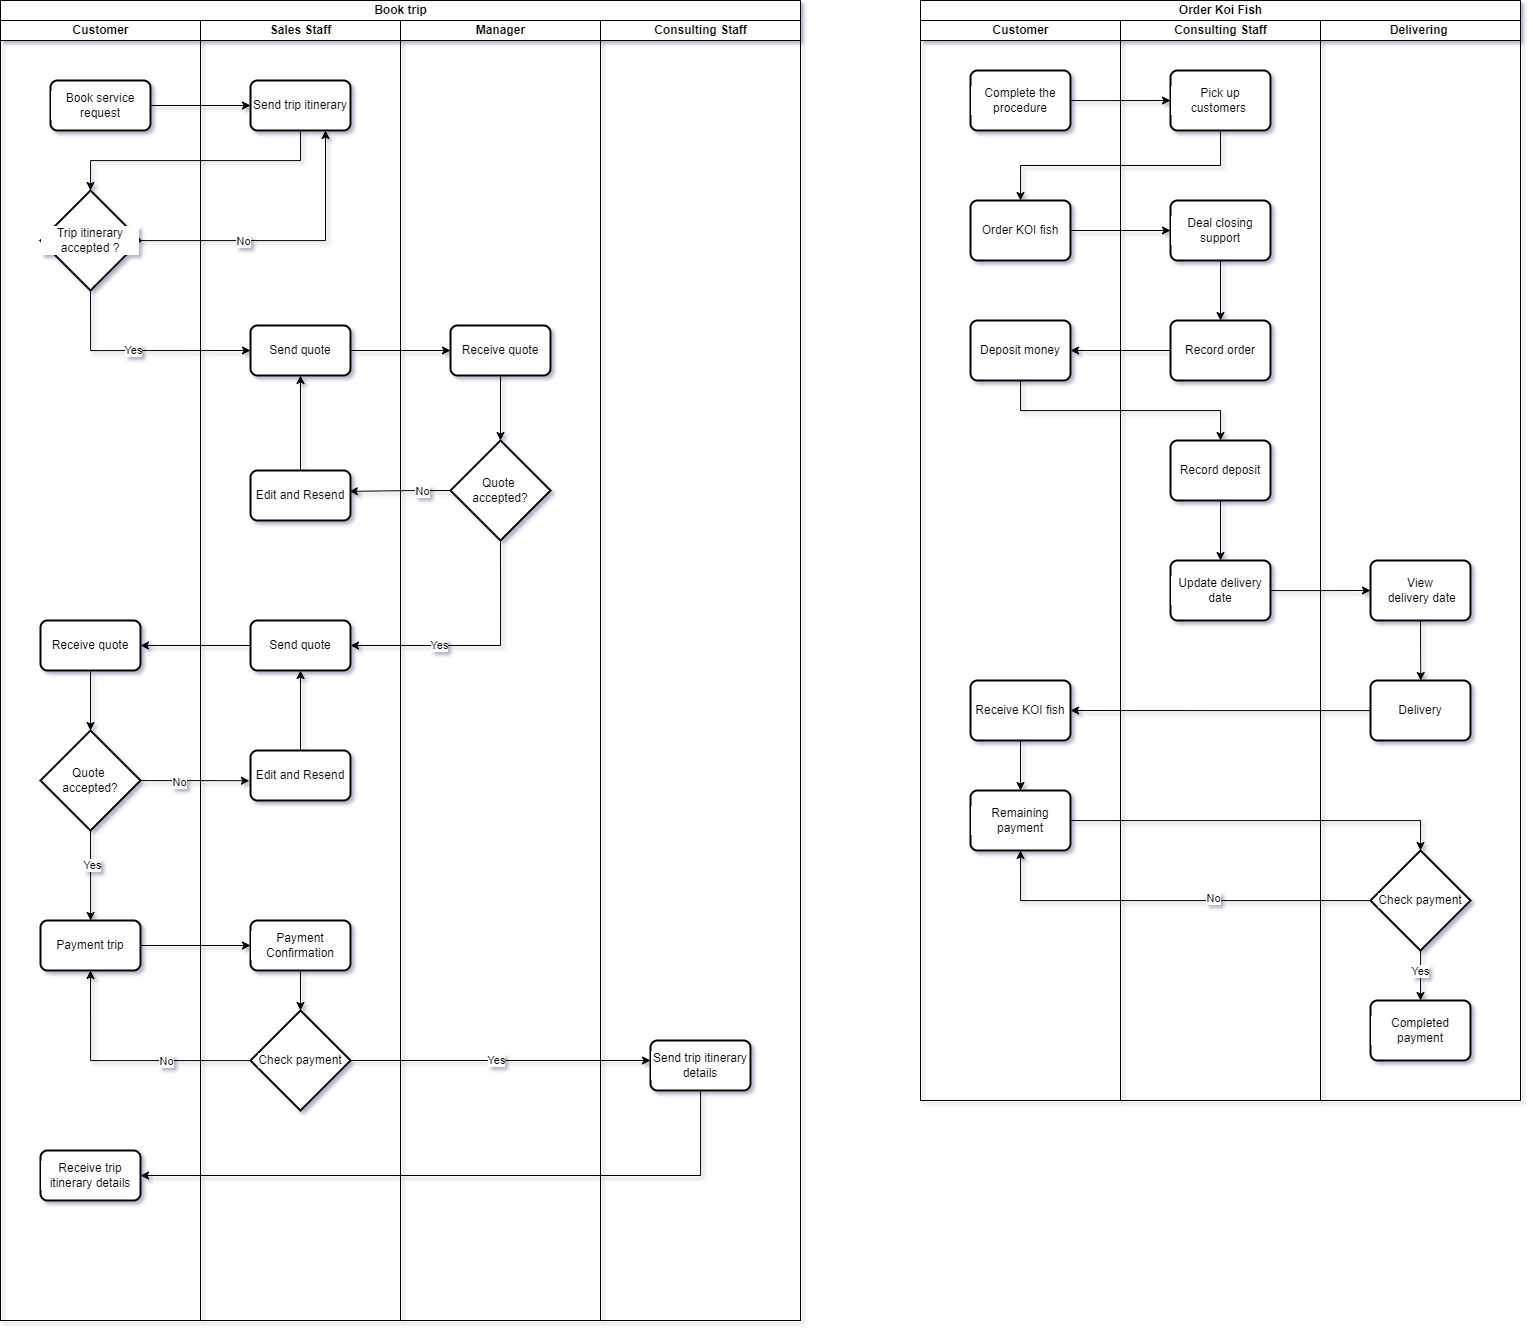 Book trip
Customer
Sales Staff
Manager
Consulting Staff
Book service
request
Send trip itinerary
Trip itinerary
accepted ?
No
Yes
Send quote
Receive quote
Quote
accepted?
No
Edit and Resend
Yes
Send quote
Receive quote
Quote
accepted?
No
Edit and Resend
Yes
Payment trip
Payment
Confirmation
Check payment
No
Yes
Send trip itinerary
details
Receive trip
itinerary details
Order Koi Fish
Customer
Consulting Staff
Delivering
Complete the
procedure
Pick up
customers
Order KOI fish
Deal closing
support
Deposit money
Record order
Record deposit
Update delivery
date
View
delivery date
Receive KOI fish
Delivery
Remaining
payment
Check payment
No
Yes
Completed
payment